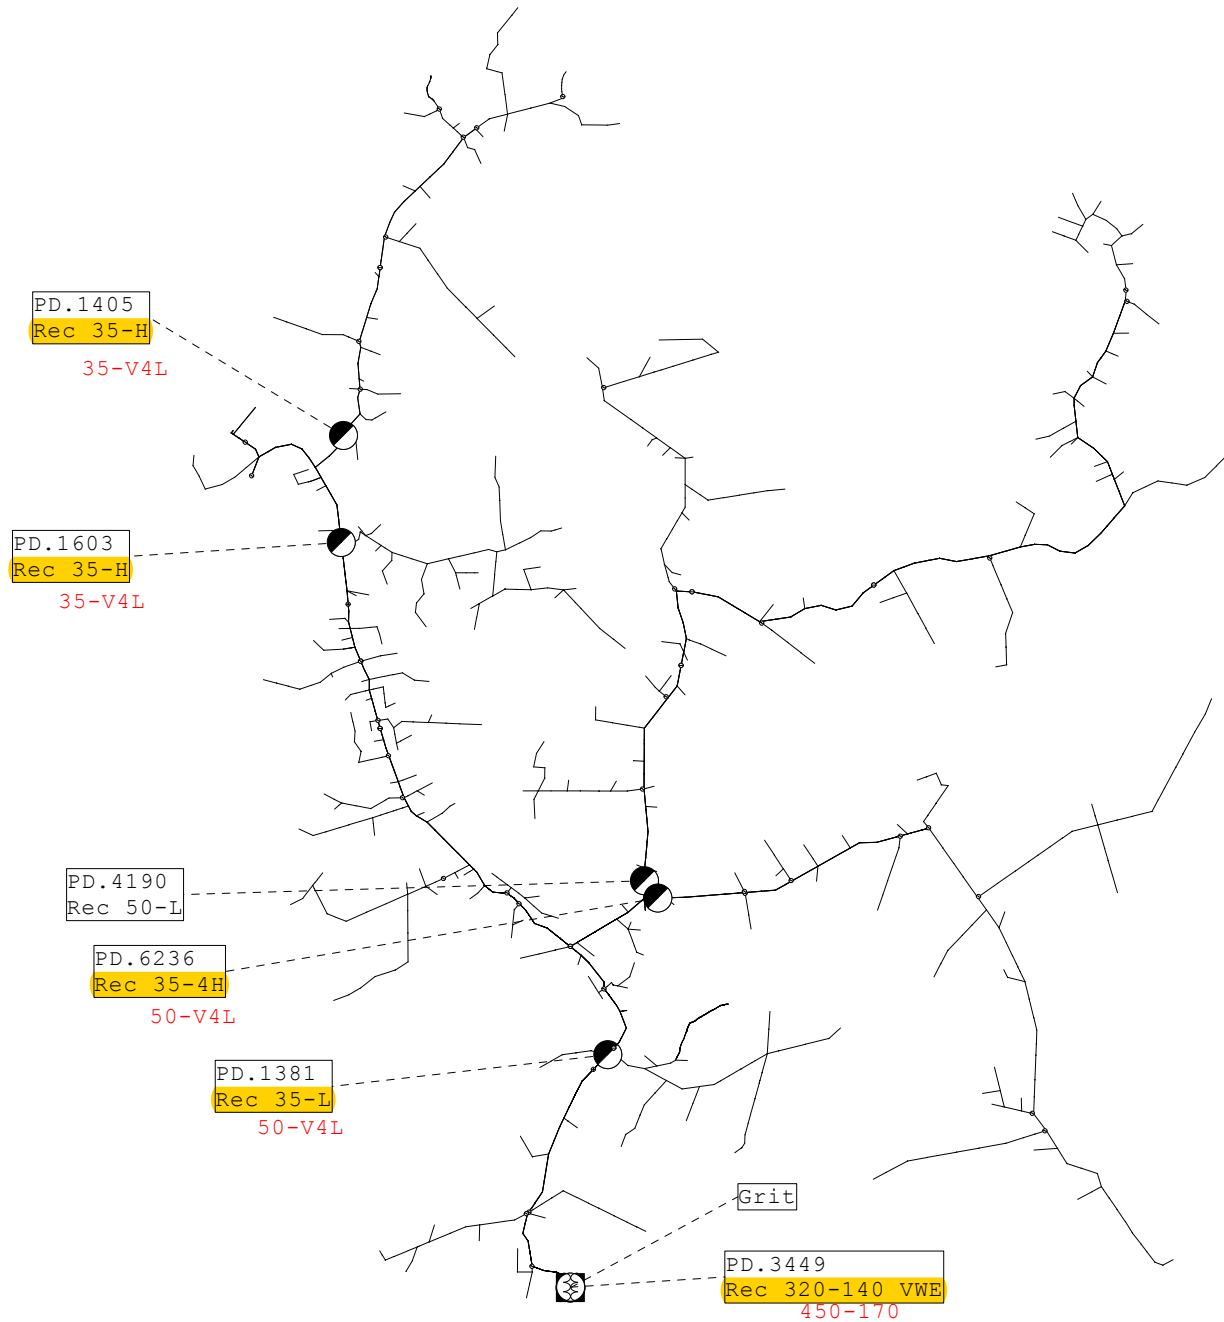 PD.1405
Rec 35-H
35-V4L
PD.1603
Rec 35-H
35-V4L
PD.4190
Rec 50-L
PD.6236
Rec 35-4H
50-V4L
PD.1381
Rec 35-L
50-V4L
Grit
PD.3449
Rec 320-140 VWE
450-170